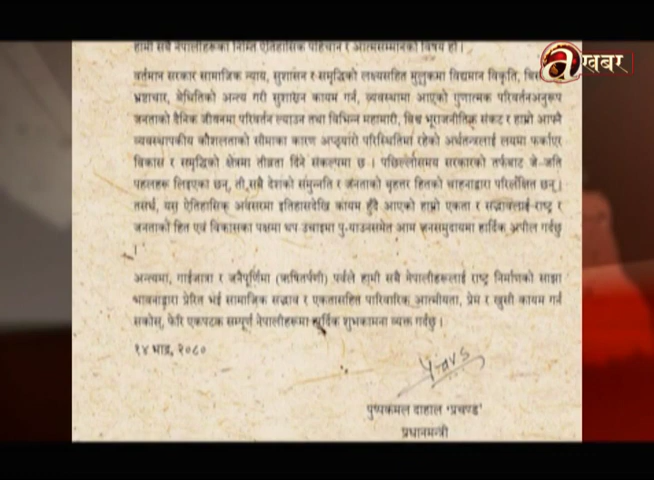 खबर
हामी सबै नेपालीहरूका निम्ति ऐतिहासिक पहिचान र आत्मसम्मानको विषय हो।
वर्तमान सरकार सामाजिक न्याय, सुशासन र समृद्धिको लक्ष्यसहित मुलुकमा विद्यमान विकृति,
भ्रष्टाचार, बेथितिको अन्त्य गरी सुशासन कायम गर्न, व्यवस्थामा आएको गुणात्मक परिवर्तनअनुरूप
जनताको दैनिक जीवनमा परिवर्तन ल्याउन तथा विभिन्न महामारी, विश्व भूराजनीतिक संकट र हाम्रो आफ्नै
व्यवस्थापकीय कौशलताको सीमाका कारण अप्ठ्यारो परिस्थितिमा रहेको अर्थतन्त्रलाई लयमा फर्काएर
विकास र समृद्धिको क्षेत्रमा तीव्रता दिने संकल्पमा छ । पछिल्लोसमय सरकारको तर्फबाट जे-जति
पहलहरू लिइएका छन्, ती सबै देशको समुन्नति र जनताको बृहत्तर हितको चाहनाद्वारा परिलक्षित छन्।
तसर्थ, यस ऐतिहासिक अवसरमा इतिहासदेखि कायम हुँदै आएको हाम्रो एकता र सद्भावलाई राष्ट्र र
जनताको हित एवं विकासका पक्षमा थप उचाइमा पु-याउनसमेत आम जनसमुदायमा हार्दिक अपील गर्दछु
।
अन्त्यमा, गाईजात्रा र जनैपूर्णिमा (ऋषितर्पणी) पर्वले हामी सबै नेपालीहरूलाई राष्ट्र निर्माणको साझा
भावनाद्वारा प्रेरित भई सामाजिक सद्भाव र एकतासहित पारिवारिक आत्मीयता, प्रेम र खुसी कायम गर्न
सकोस्, फेरि एकपटक सम्पूर्ण नेपालीहरूमा हार्दिक शुभकामना व्यक्त गर्दछु ।
१४ भाद्र, २०८०
पुष्पकमल दाहाल 'प्रचण्ड'
प्रधानमन्त्री